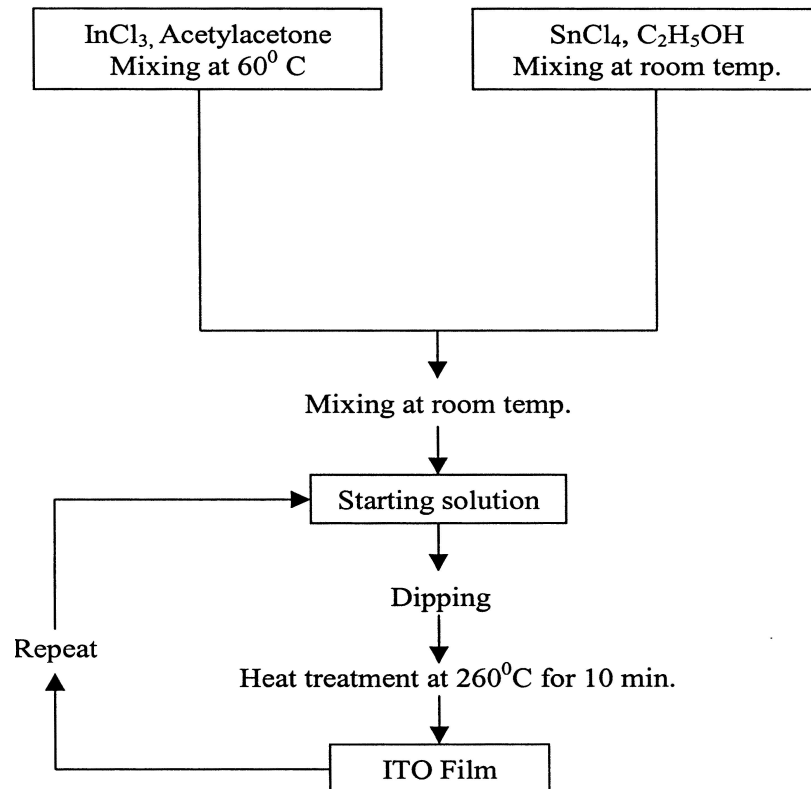 InCl₃, Acetylacetone
Mixing at 60⁰ C
SnCl₄, C₂H₅OH
Mixing at room temp.
Mixing at room temp.
Starting solution
Dipping
Repeat
Heat treatment at 260⁰C for 10 min.
ITO Film